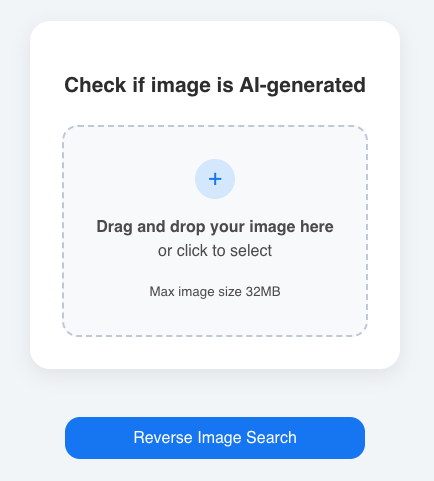 Check if image is AI-generated
+
Drag and drop your image here
or click to select
Max image size 32MB
Reverse Image Search